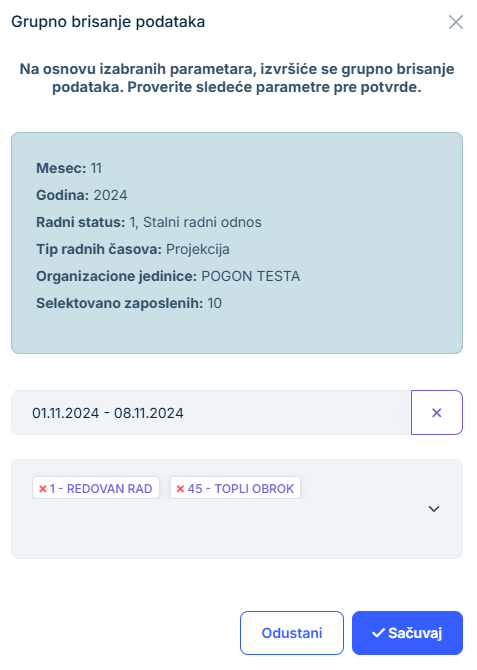 Grupno brisanje podataka
Na osnovu izabranih parametara, izvršiće se grupno brisanje
podataka. Proverite sledeće parametre pre potvrde.
Mesec: 11
Godina: 2024
Radni status: 1, Stalni radni odnos
Tip radnih časova: Projekcija
Organizacione jedinice: POGON TESTA
Selektovano zaposlenih: 10
01.11.2024 - 08.11.2024
1 - REDOVAN RAD 45 - TOPLI OBROK
Odustani Sačuvaj